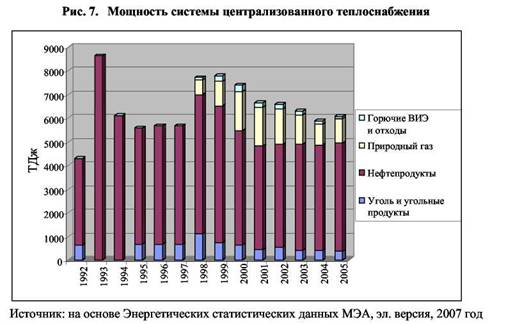 Рис. 7. Мощность системы централизованного теплоснабжения
9000
8000
7000
6000
5000
4000
3000
2000
1000
0
ТДж
1992
1993
1994
1995
1996
1997
1998
1999
2000
2001
2002
2003
2004
2005
Горючие ВИЭ
и отходы
Природный газ
Нефтепродукты
Уголь и угольные
продукты
Источник: на основе Энергетических статистических данных МЭА, эл. версия, 2007 год